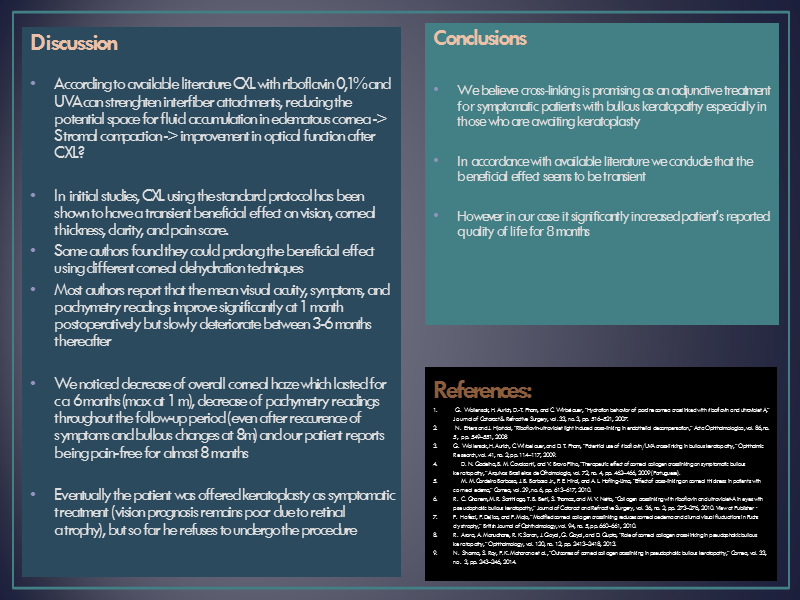 Discussion
• According to available literature CXL with riboflavin 0,1% and
UVA can strenghten interfiber attachments, reducing the
potential space for fluid accumulation in edematous cornea ->
Stromal compaction -> improvement in optical function after
CXL?
• In initial studies, CXL using the standard protocol has been
shown to have a transient beneficial effect on vision, corneal
thickness, clarity, and pain score.
• Some authors found they could prolong the beneficial effect
using different corneal dehydration techniques
• Most authors report that the mean visual acuity, symptoms, and
pachymetry readings improve significantly at 1 month
postoperatively but slowly deteriorate between 3-6 months
thereafter
• We noticed decrease of overall corneal haze which lasted for
ca 6 months (max at 1 m), decrease of pachymetry readings
throughout the follow-up period (even after reccurence of
symptoms and bullous changes at 8m) and our patient reports
being pain-free for almost 8 months
• Eventually the patient was offered keratoplasty as symptomatic
treatment (vision prognosis remains poor due to retinal
atrophy), but so far he refuses to undergo the procedure
Conclusions
• We believe cross-linking is promising as an adjunctive treatment
for symptomatic patients with bullous keratopathy especially in
those who are awaiting keratoplasty
• In accordance with available literature we conclude that the
beneficial effect seems to be transient
• However in our case it significantly increased patient's reported
quality of life for 8 months
References:
1. G. Wollensak, H. Aurich, D.-T. Pham, and C. Wirbelauer, "Hydration behavior of porcine cornea crosslinked with riboflavin and ultraviolet A,"
Journal of Cataract & Refractive Surgery, vol. 33, no. 3, pp. 516–521, 2007.
2. N. Ehlers and J. Hjortdal, "Riboflavin-ultraviolet light induced cross-linking in endothelial decompensation," Acta Ophthalmologica, vol. 86, no.
5, pp. 549–551, 2008
3. G. Wollensak, H. Aurich, C. Wirbelauer, and D. T. Pham, "Potential use of riboflavin/UVA cross-linking in bullous keratopathy," Ophthalmic
Research, vol. 41, no. 2, pp. 114–117, 2009.
4. D. N. Gadelha, B. M. Cavalcanti, and V. Bravo Filho, "Therapeutic effect of corneal collagen crosslinking on symptomatic bullous
keratopathy," Arquivos Brasileiros de Oftalmologia, vol. 72, no. 4, pp. 462–466, 2009 (Portuguese).
5. M. M. Cordeiro Barbosa, J. B. Barbosa Jr., F. E. Hirai, and A. L. Hofling-Lima, "Effect of cross-linking on corneal thickness in patients with
corneal edema," Cornea, vol. 29, no. 6, pp. 613–617, 2010.
6. R. C. Ghanem, M. R. Santhiago, T. B. Berti, S. Thomaz, and M. V. Netto, "Collagen crosslinking with riboflavin and ultraviolet-A in eyes with
pseudophakic bullous keratopathy," Journal of Cataract and Refractive Surgery, vol. 36, no. 2, pp. 273–276, 2010. View at Publisher ·
7. F. Hafezi, P. Dejica, and F. Majo, "Modified corneal collagen crosslinking reduces corneal oedema and diurnal visual fluctuations in Fuchs
dystrophy," British Journal of Ophthalmology, vol. 94, no. 5, pp. 660–661, 2010.
8. R. Arora, A. Manudhane, R. K. Saran, J. Goyal, G. Goyal, and D. Gupta, "Role of corneal collagen cross-linking in pseudophakic bullous
keratopathy," Ophthalmology, vol. 120, no. 12, pp. 2413–2418, 2013.
9. N. Sharma, S. Roy, P. K. Maharana et al., "Outcomes of corneal collagen crosslinking in pseudophakic bullous keratopathy," Cornea, vol. 33,
no. 3, pp. 243–246, 2014.